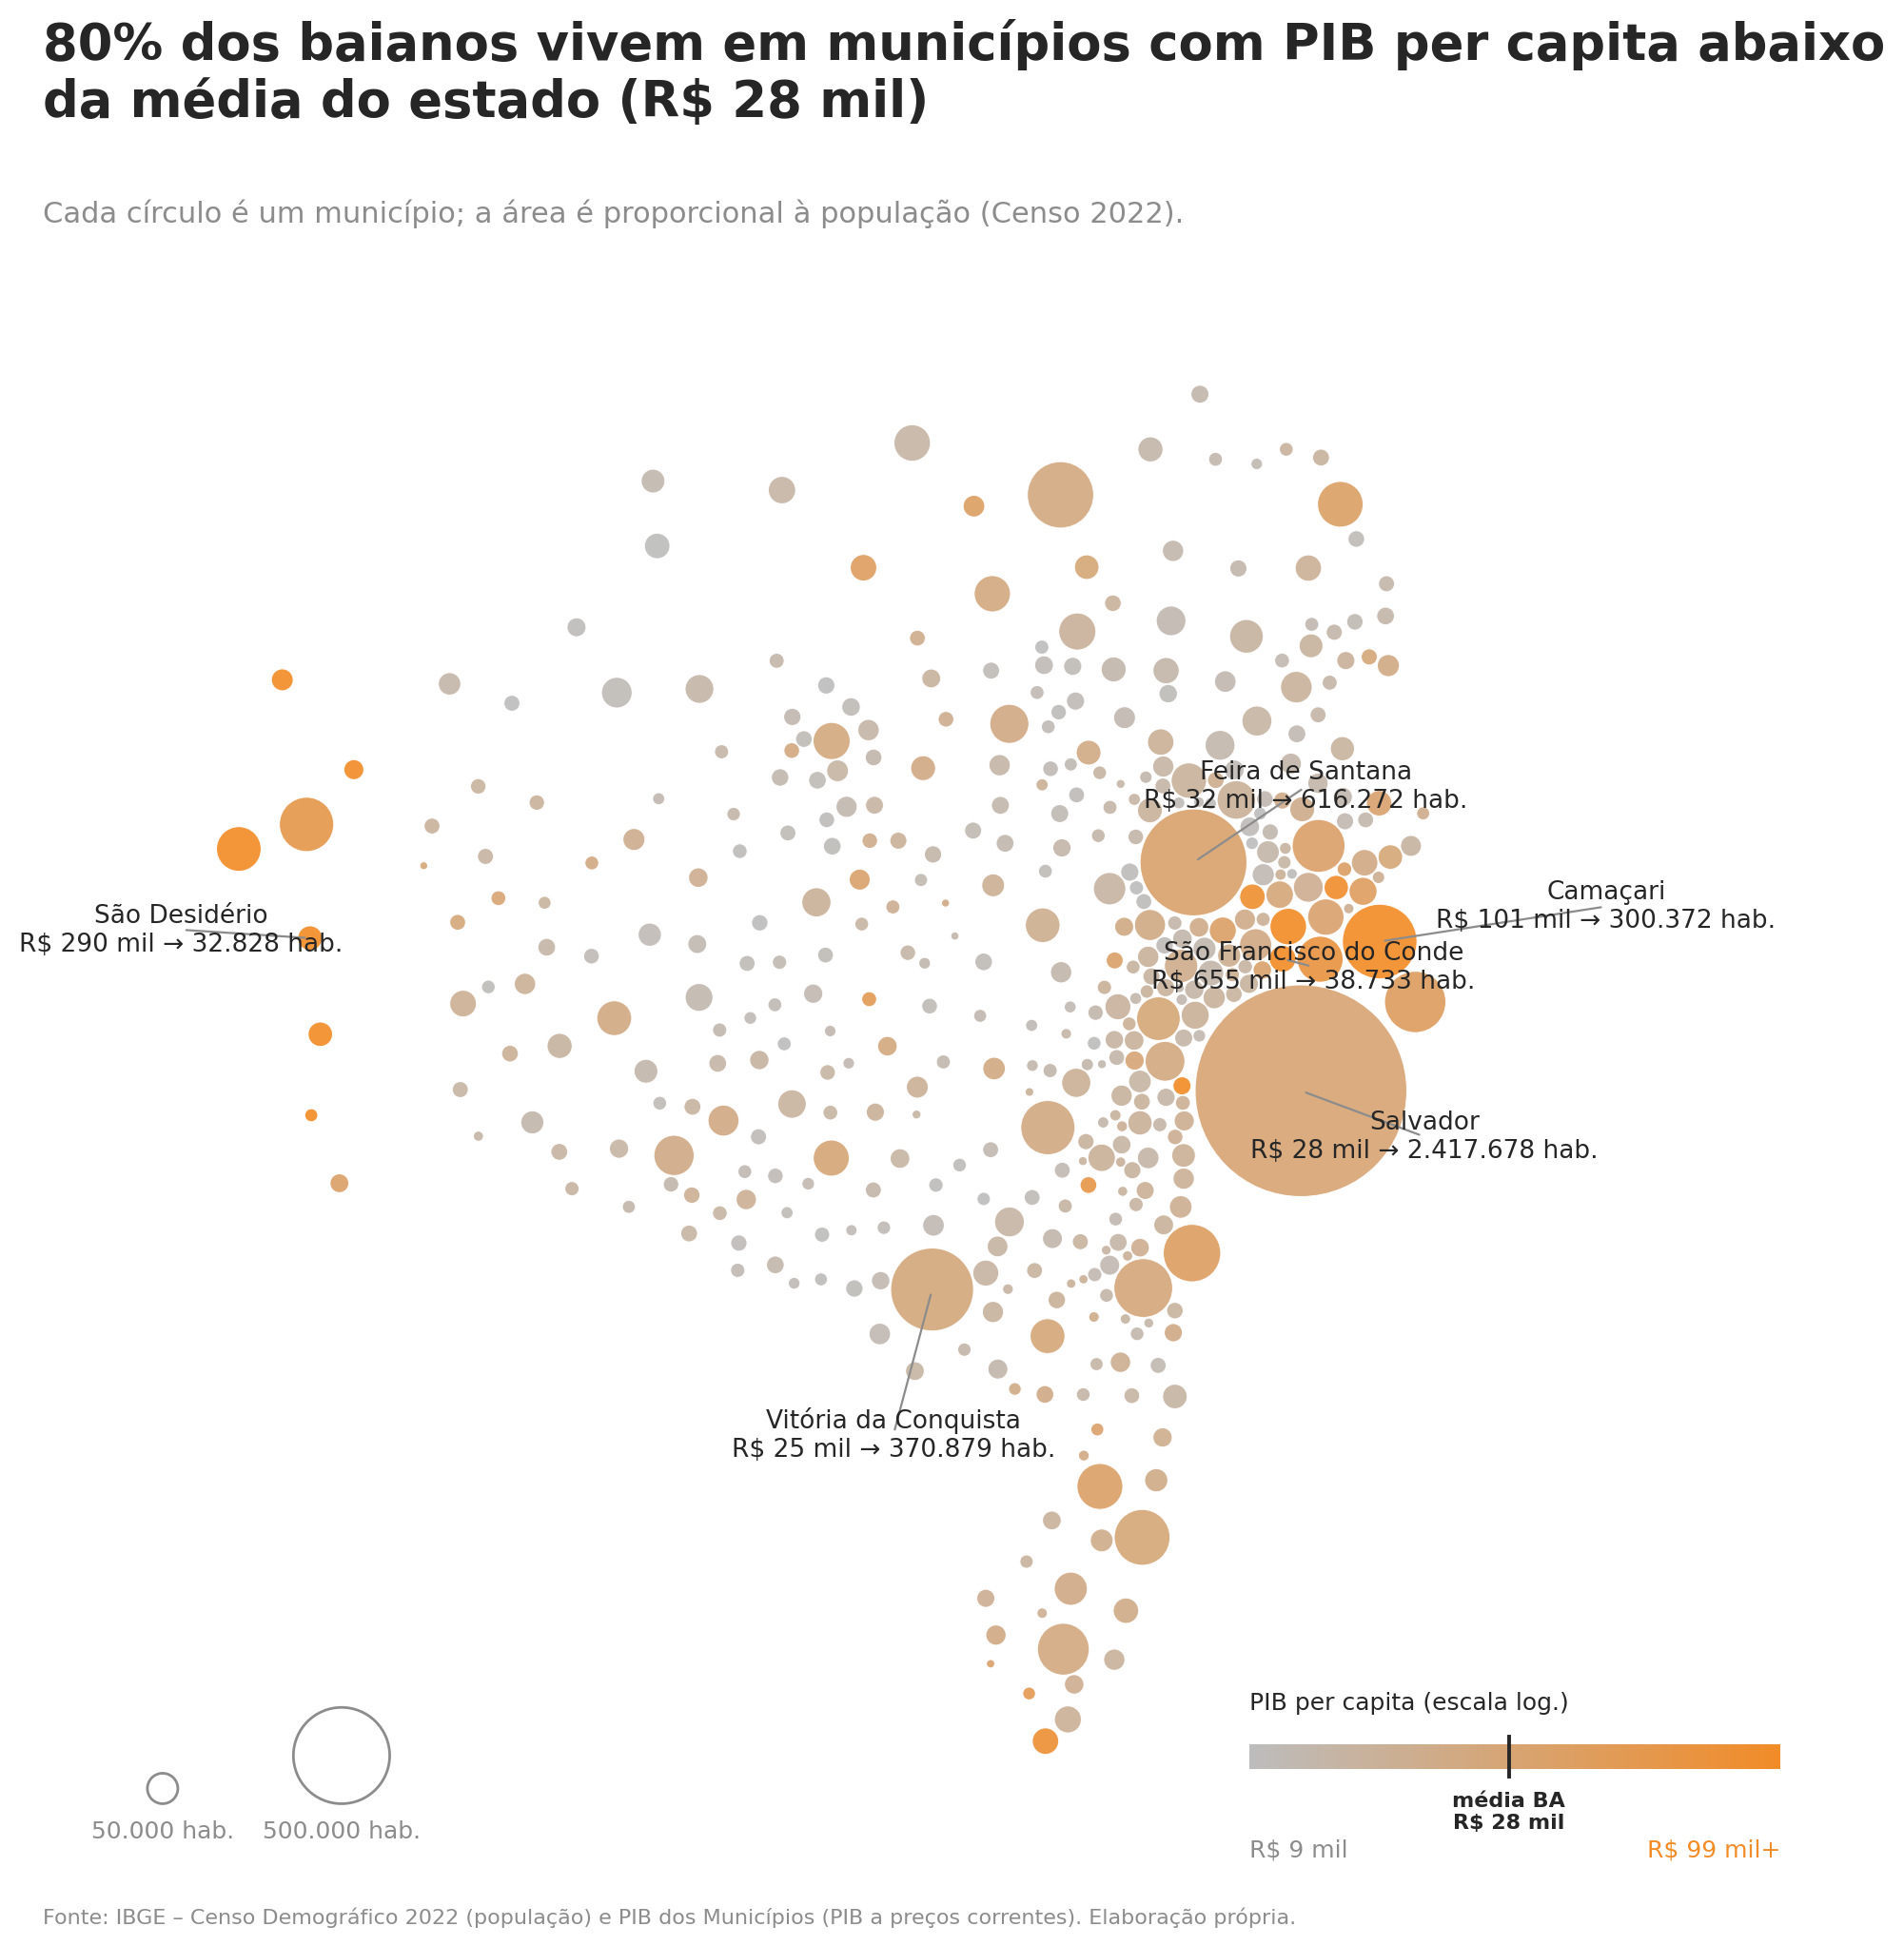 80% dos baianos vivem em municípios com PIB per capita abaixo
da média do estado (R$ 28 mil)
Cada círculo é um município; a área é proporcional à população (Censo 2022).
Feira de Santana
R$ 32 mil → 616.272 hab.
Camaçari
R$ 101 mil → 300.372 hab.
São Desidério
R$ 290 mil → 32.828 hab.
São Francisco do Conde
R$ 655 mil → 38.733 hab.
Salvador
R$ 28 mil → 2.417.678 hab.
Vitória da Conquista
R$ 25 mil → 370.879 hab.
PIB per capita (escala log.)
média BA
R$ 28 mil
R$ 9 mil
R$ 99 mil+
50.000 hab.
500.000 hab.
Fonte: IBGE – Censo Demográfico 2022 (população) e PIB dos Municípios (PIB a preços correntes). Elaboração própria.